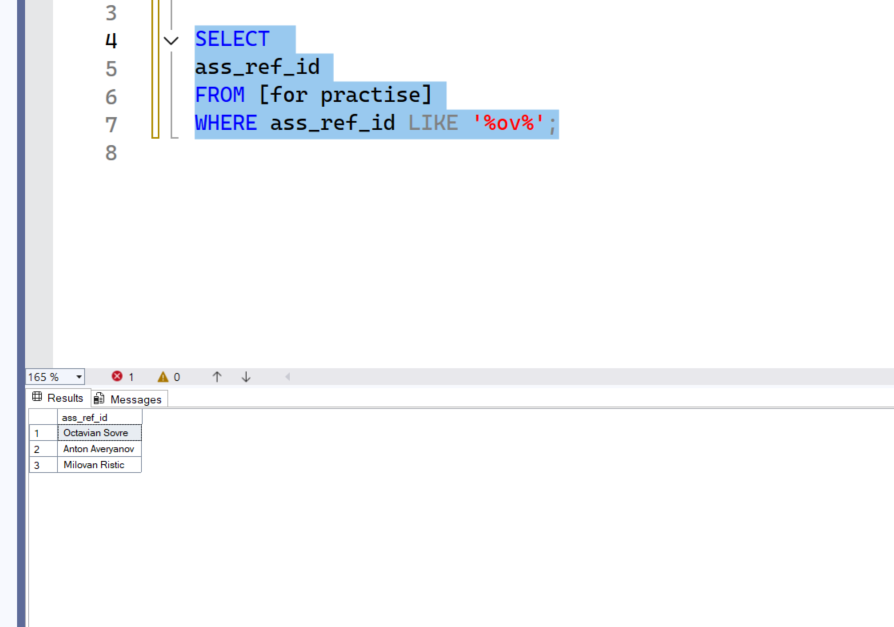 3
4 SELECT
5 ass_ref_id
6 FROM [for practise]
7 WHERE ass_ref_id LIKE '%ov%';
8
165 % 1 0
Results Messages
ass_ref_id
1 Octavian Sovre
2 Anton Averyanov
3 Milovan Ristic